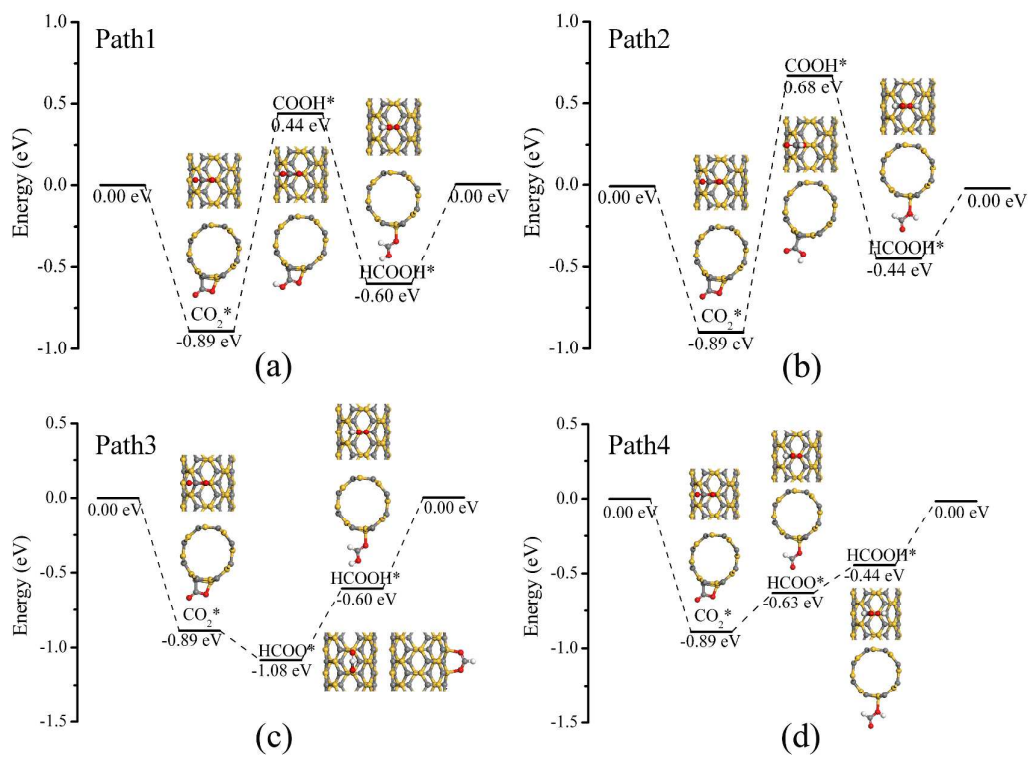 Path1
Energy (eV)
1.0
0.5
0.0
-0.5
-1.0
0.00 eV
CO2*
-0.89 eV
COOH*
0.44 eV
HCOOH*
-0.60 eV
0.00 eV
(a)
Path2
Energy (eV)
1.0
0.5
0.0
-0.5
-1.0
0.00 eV
CO2*
-0.89 eV
COOH*
0.68 eV
HCOOH*
-0.44 eV
0.00 eV
(b)
Path3
Energy (eV)
0.5
0.0
-0.5
-1.0
-1.5
0.00 eV
CO2*
-0.89 eV
HCOO*
-1.08 eV
HCOOH*
-0.60 eV
0.00 eV
(c)
Path4
Energy (eV)
0.5
0.0
-0.5
-1.0
-1.5
0.00 eV
CO2*
-0.89 eV
HCOO*
-0.63 eV
HCOOH*
-0.44 eV
0.00 eV
(d)